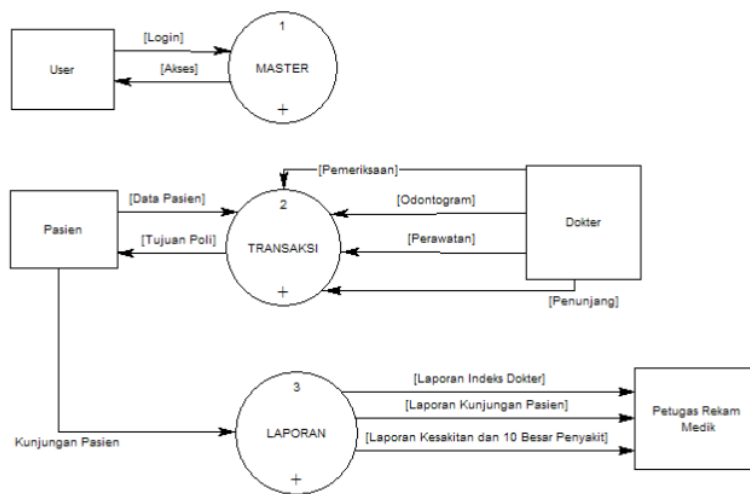 1
[Login]
User
MASTER
[Akses]
+
[Pemeriksaan]
[Data Pasien]
2
[Odontogram]
Pasien
Dokter
[Tujuan Poli]
TRANSAKSI
[Perawatan]
+
[Penunjang]
3
[Laporan Indeks Dokter]
[Laporan Kunjungan Pasien]
Petugas Rekam
Medik
Kunjungan Pasien
LAPORAN
[Laporan Kesakitan dan 10 Besar Penyakit]
+